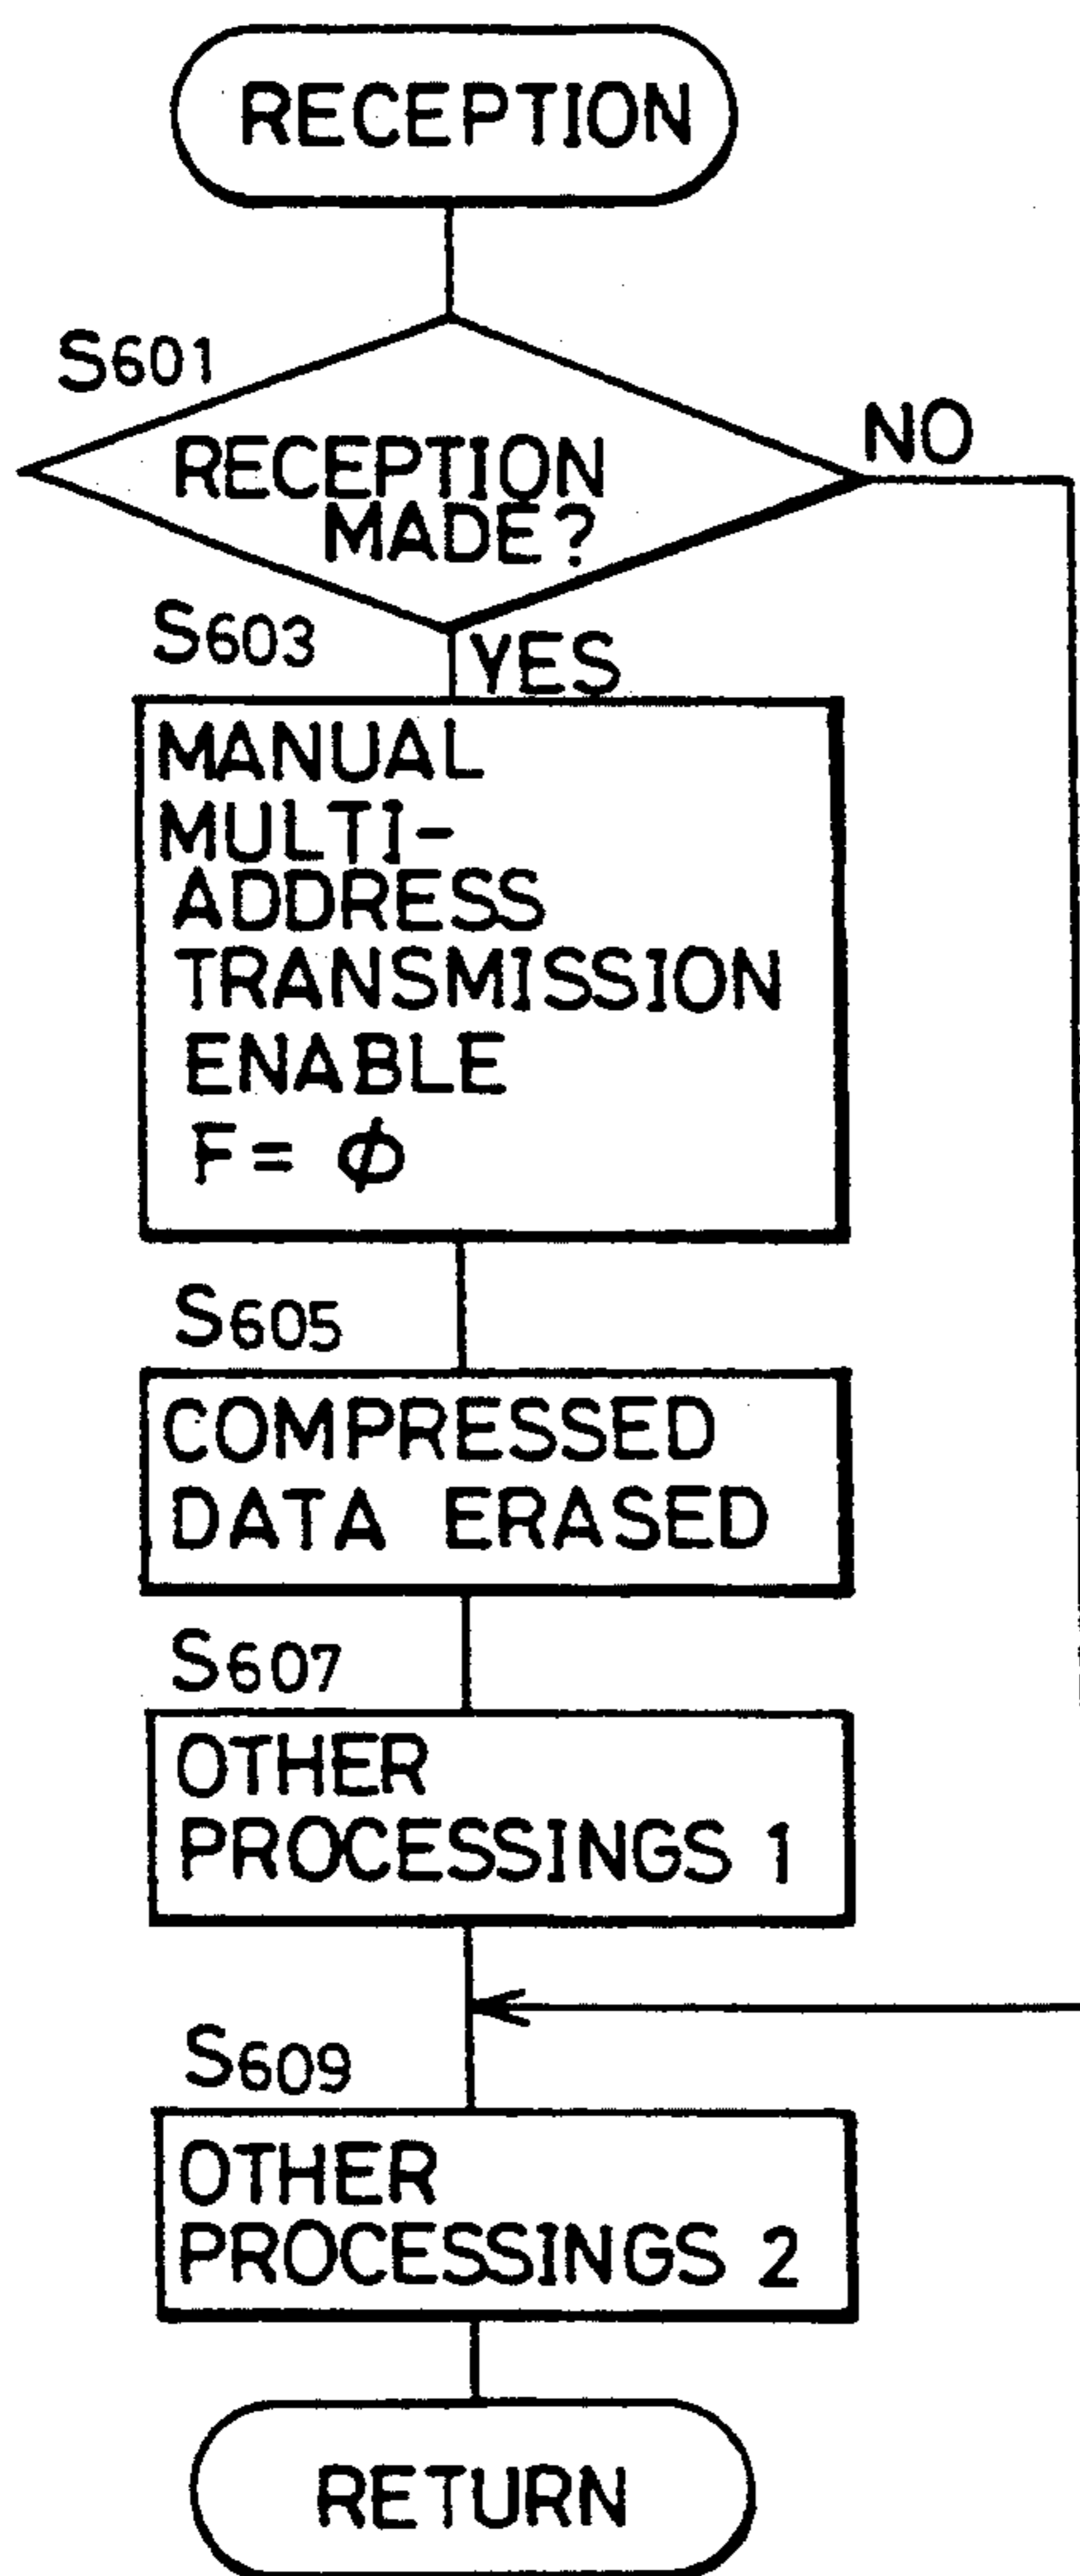 RECEPTION
S601
RECEPTION
MADE?
NO
S603
YES
MANUAL
MULTI-
ADDRESS
TRANSMISSION
ENABLE
F= ϕ
S605
COMPRESSED
DATA ERASED
S607
OTHER
PROCESSINGS 1
S609
OTHER
PROCESSINGS 2
RETURN